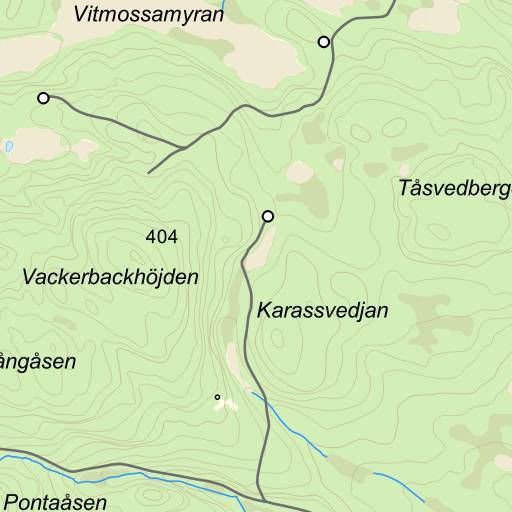 Vitmossamyran
Tåsvedberg
404
Vackerbackhöjden
Karassvedjan
ångåsen
Pontaåsen